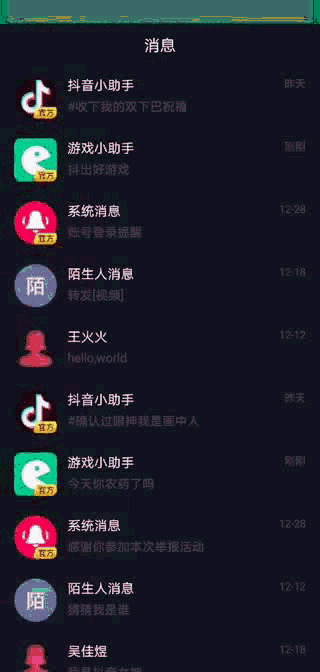 消息
抖音小助手
昨天
#收下我的双下巴祝福
官方
游戏小助手
刚刚
抖出好游戏
官方
系统消息
12-28
账号登录提醒
官方
陌
陌生人消息
12-18
转发[视频]
王火火
12-12
hello,world
抖音小助手
昨天
#确认过眼神我是画中人
官方
游戏小助手
刚刚
今天你农药了吗
官方
系统消息
12-28
感谢你参加本次举报活动
官方
陌
陌生人消息
12-12
猜猜我是谁
吴佳煜
12-18